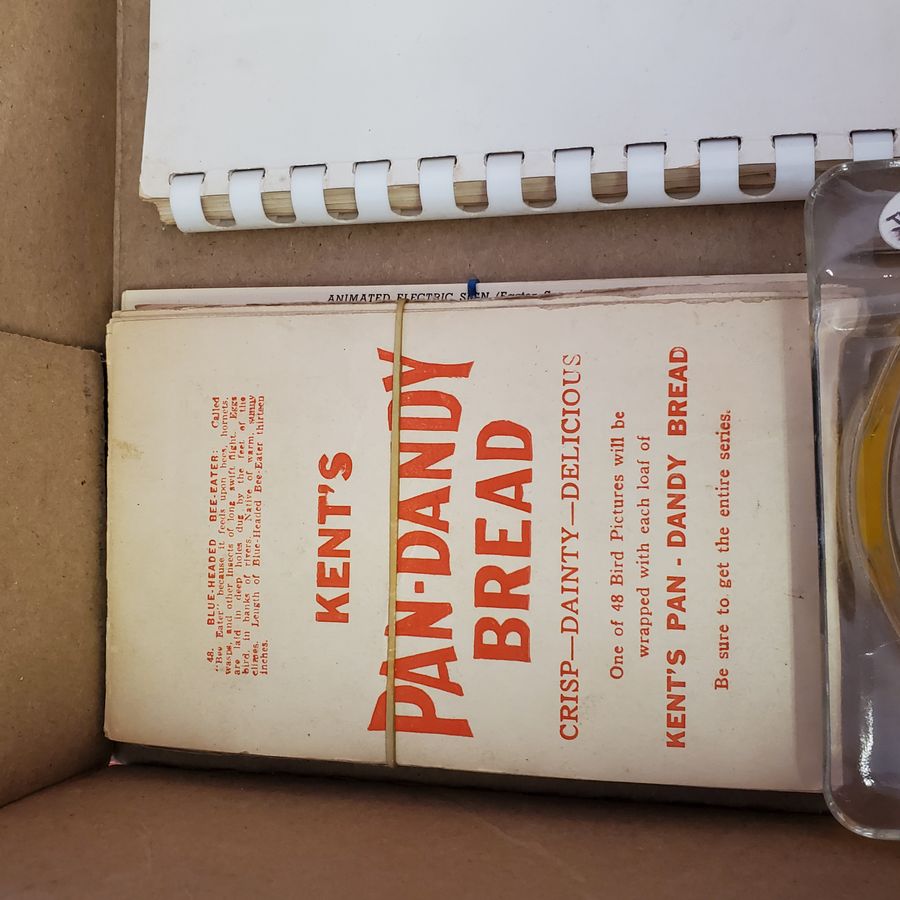 ANIMATED ELECTRIC
48. BLUE-HEADED BEE-EATER: Called
"Bee Eater" because it feeds upon bees, hornets,
wasps, and other insects of long swift flight. Eggs
are laid in deep holes dug by the feet of the
bird, in banks of rivers. Native of warm, sunny
climes. Length of Blue-Headed Bee-Eater thirteen
inches.
KENT'S
PAN-DANDY
BREAD
CRISP—DAINTY—DELICIOUS
One of 48 Bird Pictures will be
wrapped with each loaf of
KENT'S PAN - DANDY BREAD
Be sure to get the entire series.